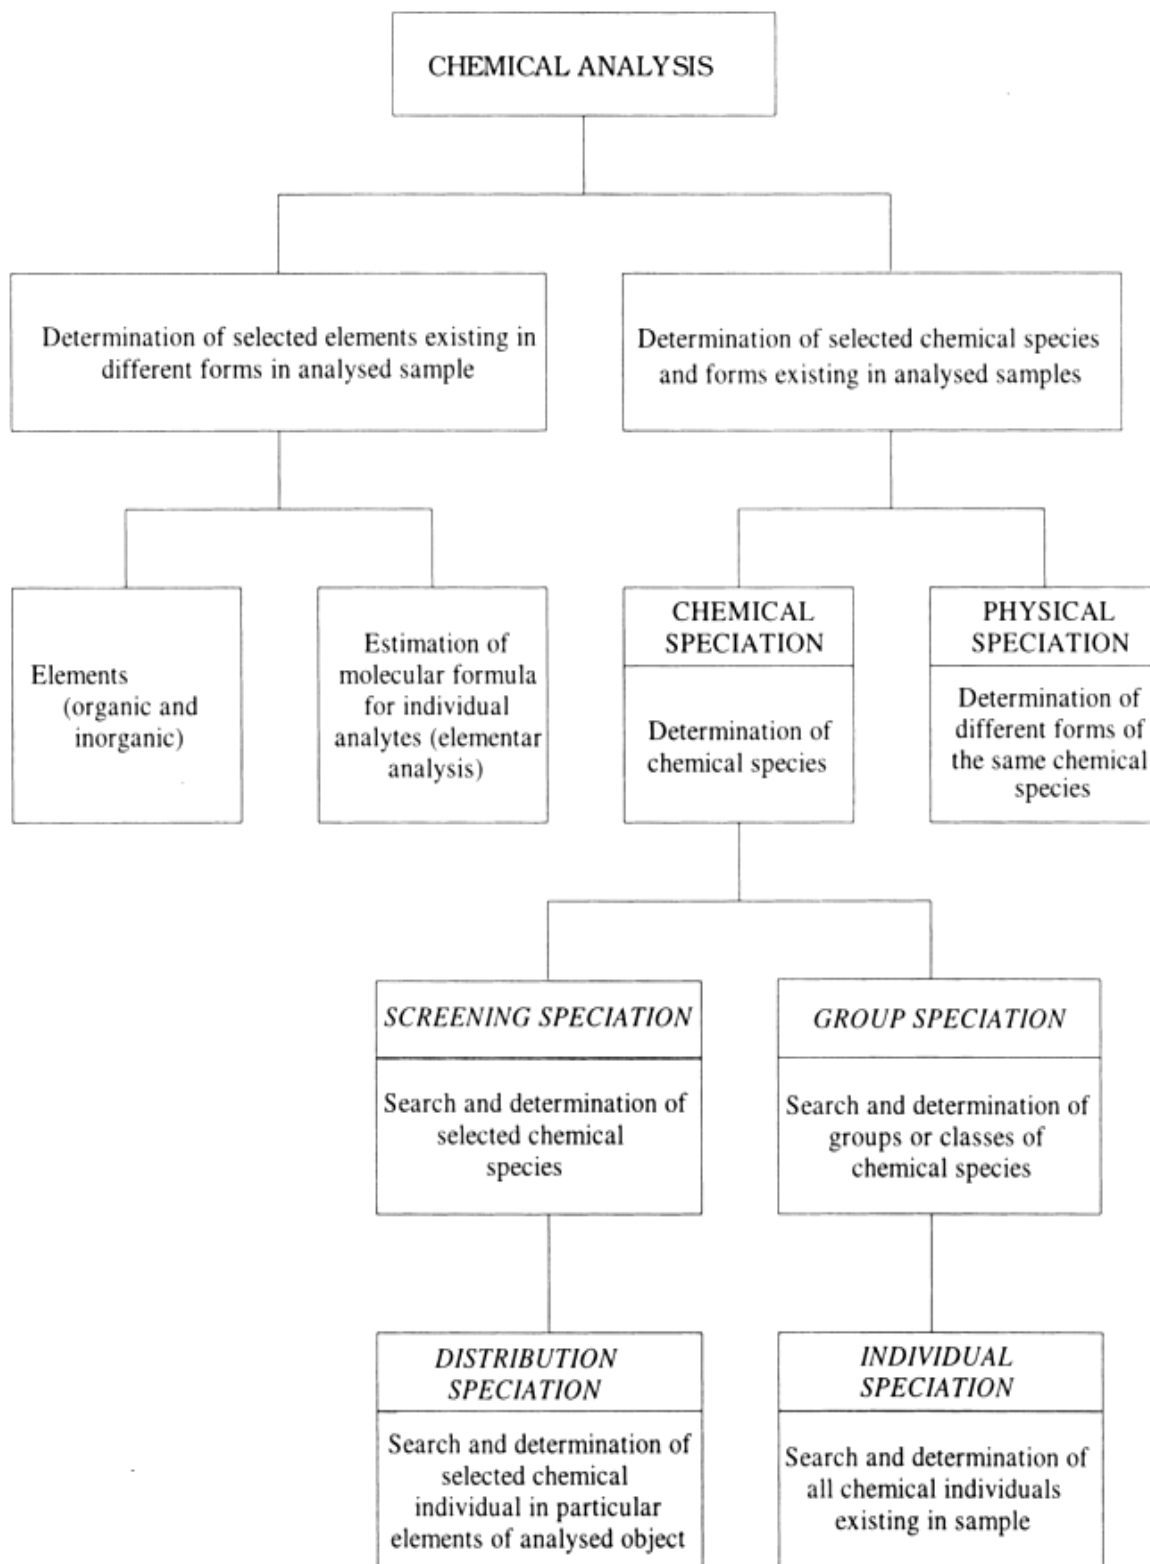 CHEMICAL ANALYSIS
Determination of selected elements existing in
different forms in analysed sample
Determination of selected chemical species
and forms existing in analysed samples
Elements
(organic and
inorganic)
Estimation of
molecular formula
for individual
analytes (elementar
analysis)
CHEMICAL
SPECIATION
Determination of
chemical species
PHYSICAL
SPECIATION
Determination of
different forms of
the same chemical
species
SCREENING SPECIATION
Search and determination of
selected chemical
species
GROUP SPECIATION
Search and determination of
groups or classes of
chemical species
DISTRIBUTION
SPECIATION
Search and determination of
selected chemical
individual in particular
elements of analysed object
INDIVIDUAL
SPECIATION
Search and determination of
all chemical individuals
existing in sample